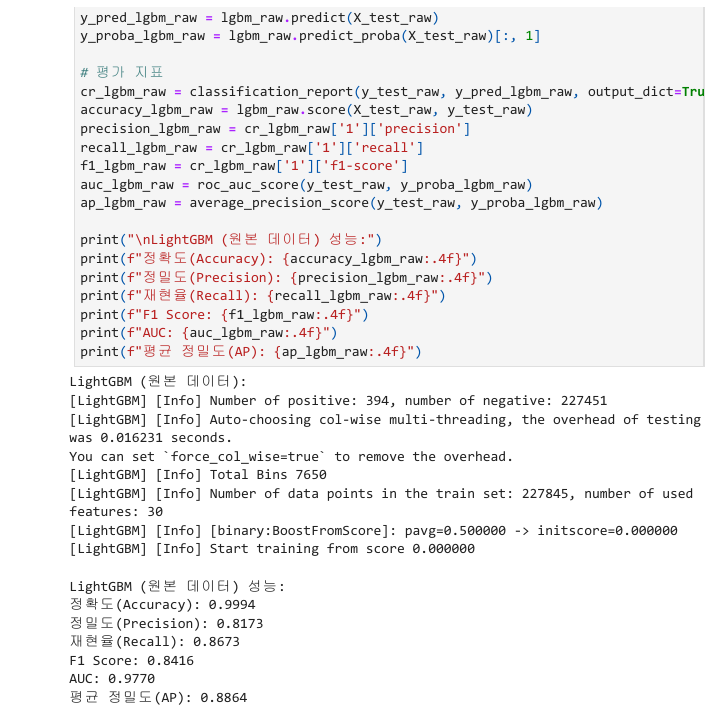 y_pred_lgbm_raw = lgbm_raw.predict(X_test_raw)
y_proba_lgbm_raw = lgbm_raw.predict_proba(X_test_raw)[:, 1]

# 평가 지표
cr_lgbm_raw = classification_report(y_test_raw, y_pred_lgbm_raw, output_dict=Tru
accuracy_lgbm_raw = lgbm_raw.score(X_test_raw, y_test_raw)
precision_lgbm_raw = cr_lgbm_raw['1']['precision']
recall_lgbm_raw = cr_lgbm_raw['1']['recall']
f1_lgbm_raw = cr_lgbm_raw['1']['f1-score']
auc_lgbm_raw = roc_auc_score(y_test_raw, y_proba_lgbm_raw)
ap_lgbm_raw = average_precision_score(y_test_raw, y_proba_lgbm_raw)

print("\nLightGBM (원본 데이터) 성능:")
print(f"정확도(Accuracy): {accuracy_lgbm_raw:.4f}")
print(f"정밀도(Precision): {precision_lgbm_raw:.4f}")
print(f"재현율(Recall): {recall_lgbm_raw:.4f}")
print(f"F1 Score: {f1_lgbm_raw:.4f}")
print(f"AUC: {auc_lgbm_raw:.4f}")
print(f"평균 정밀도(AP): {ap_lgbm_raw:.4f}")

LightGBM (원본 데이터):
[LightGBM] [Info] Number of positive: 394, number of negative: 227451
[LightGBM] [Info] Auto-choosing col-wise multi-threading, the overhead of testing
was 0.016231 seconds.
You can set `force_col_wise=true` to remove the overhead.
[LightGBM] [Info] Total Bins 7650
[LightGBM] [Info] Number of data points in the train set: 227845, number of used
features: 30
[LightGBM] [Info] [binary:BoostFromScore]: pavg=0.500000 -> initscore=0.000000
[LightGBM] [Info] Start training from score 0.000000

LightGBM (원본 데이터) 성능:
정확도(Accuracy): 0.9994
정밀도(Precision): 0.8173
재현율(Recall): 0.8673
F1 Score: 0.8416
AUC: 0.9770
평균 정밀도(AP): 0.8864